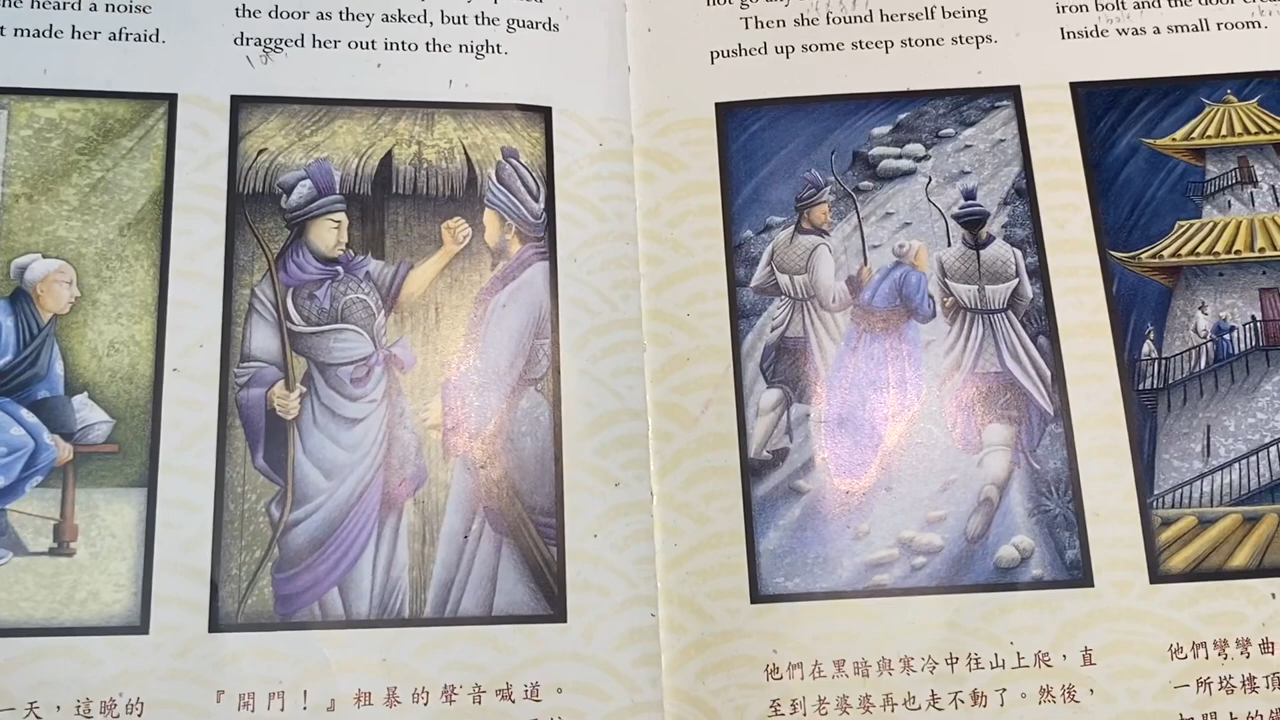 he heard a noise
t made her afraid.
the door as they asked, but the guards
dragged her out into the night.
Then she found herself being
pushed up some steep stone steps.
iron bolt and the door
Inside was a small room.
一天，這晚的
『開門！』粗暴的聲音喊道。
他們在黑暗與寒冷中往山上爬，直
至到老婆婆再也走不動了。然後，
他們彎彎曲
一所塔樓頂